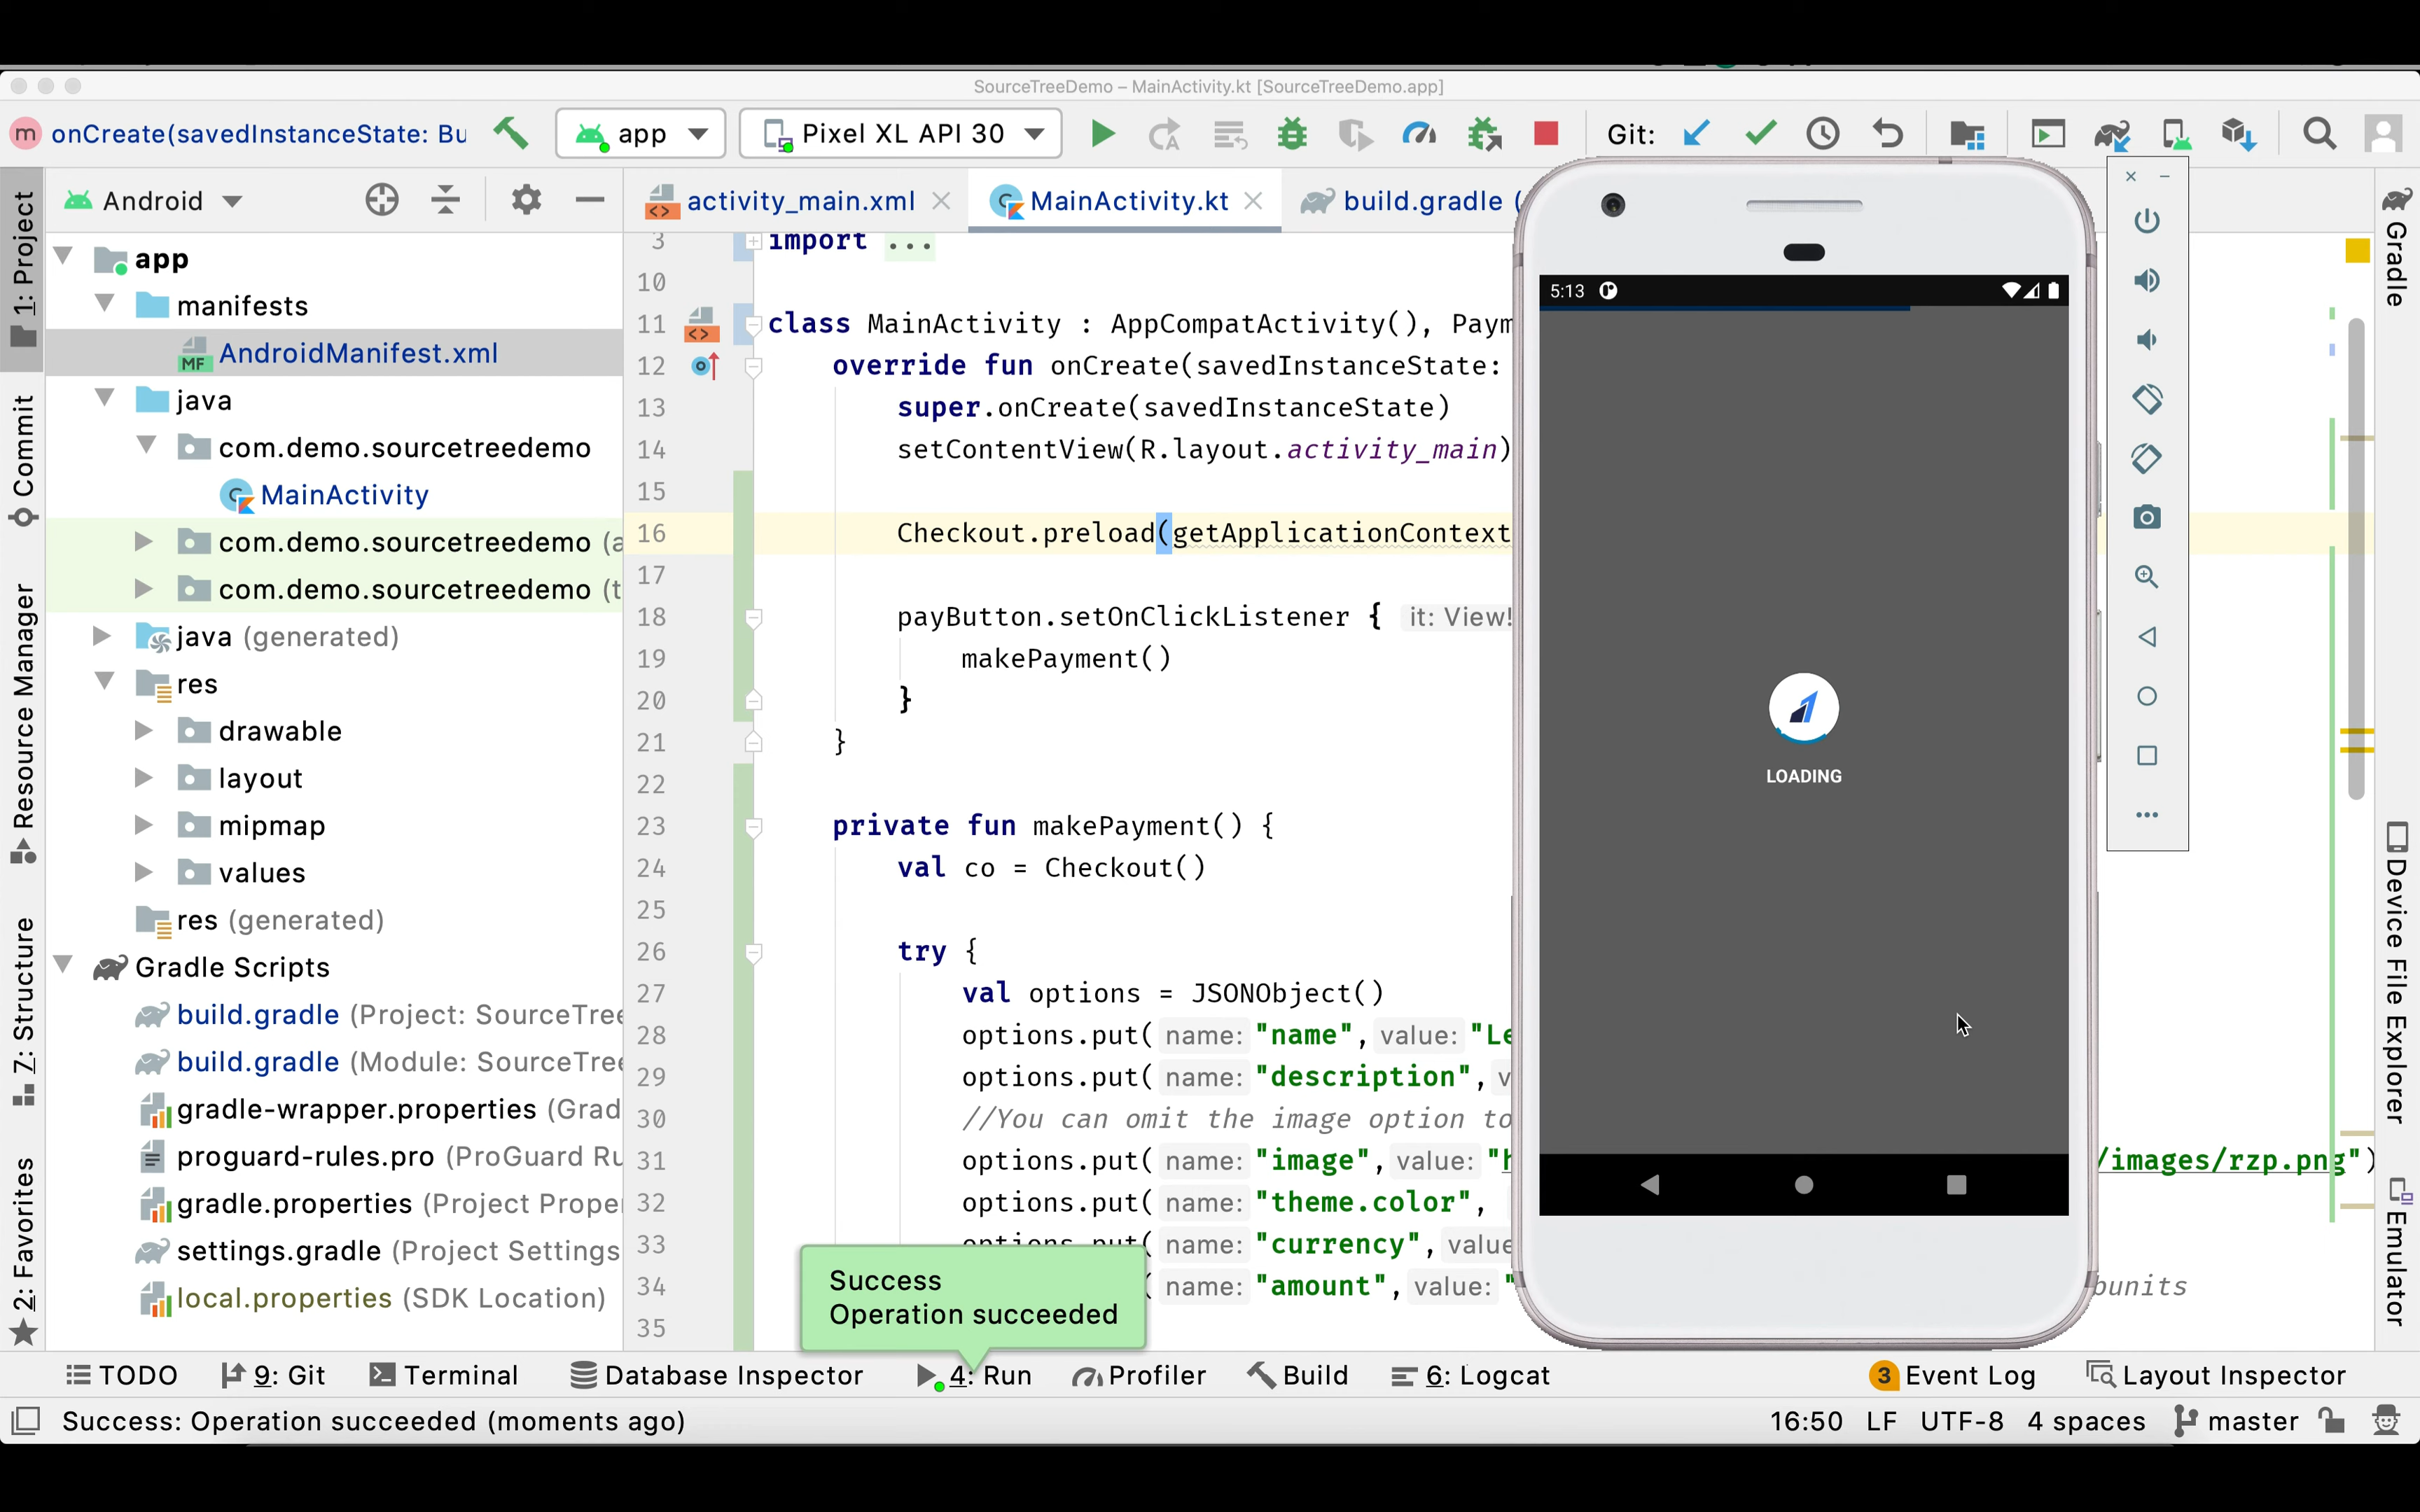 SourceTreeDemo – MainActivity.kt [SourceTreeDemo.app]
m onCreate(savedInstanceState: Bu
app
Pixel XL API 30
Git:
1: Project
Commit
Resource Manager
7: Structure
2: Favorites
Android
app
manifests
MF AndroidManifest.xml
java
com.demo.sourcetreedemo
MainActivity
com.demo.sourcetreedemo (a
com.demo.sourcetreedemo (t
java (generated)
res
drawable
layout
mipmap
values
res (generated)
Gradle Scripts
build.gradle (Project: SourceTree
build.gradle (Module: SourceTree
gradle-wrapper.properties (Grad
proguard-rules.pro (ProGuard Ru
gradle.properties (Project Prope
settings.gradle (Project Settings
local.properties (SDK Location)
activity_main.xml
MainActivity.kt
build.gradle (
3 import ...
10
11 class MainActivity : AppCompatActivity(), Paym
12 override fun onCreate(savedInstanceState:
13 super.onCreate(savedInstanceState)
14 setContentView(R.layout.activity_main)
15
16 Checkout.preload(getApplicationContext
17
18 payButton.setOnClickListener { it: View!
19 makePayment()
20 }
21 }
22
23 private fun makePayment() {
24 val co = Checkout()
25
26 try {
27 val options = JSONObject()
28 options.put( name: "name", value: "Le
29 options.put( name: "description", v
30 //You can omit the image option to
31 options.put( name: "image", value: "h /images/rzp.png")
32 options.put( name: "theme.color",
33 options.put( name: "currency", value
34 ( name: "amount", value: " bunits
35
Success
Operation succeeded
5:13
LOADING
Gradle
Device File Explorer
Emulator
TODO
9: Git
Terminal
Database Inspector
4: Run
Profiler
Build
6: Logcat
3 Event Log
Layout Inspector
Success: Operation succeeded (moments ago)
16:50 LF UTF-8 4 spaces master